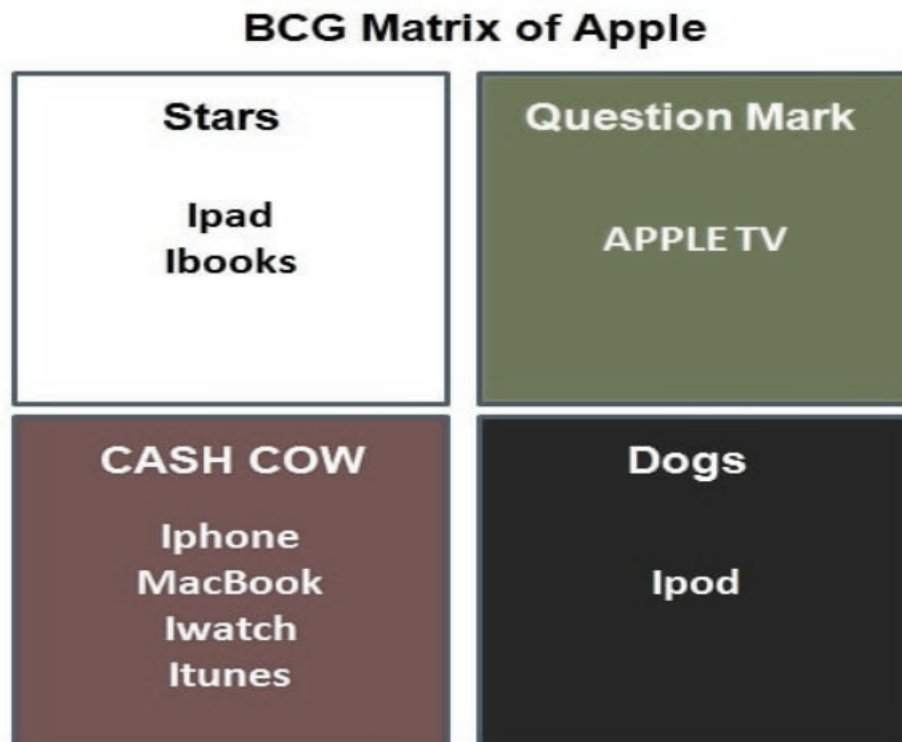 BCG Matrix of Apple
Stars
Ipad
Ibooks
Question Mark
APPLE TV
CASH COW
Iphone
MacBook
Iwatch
Itunes
Dogs
Ipod